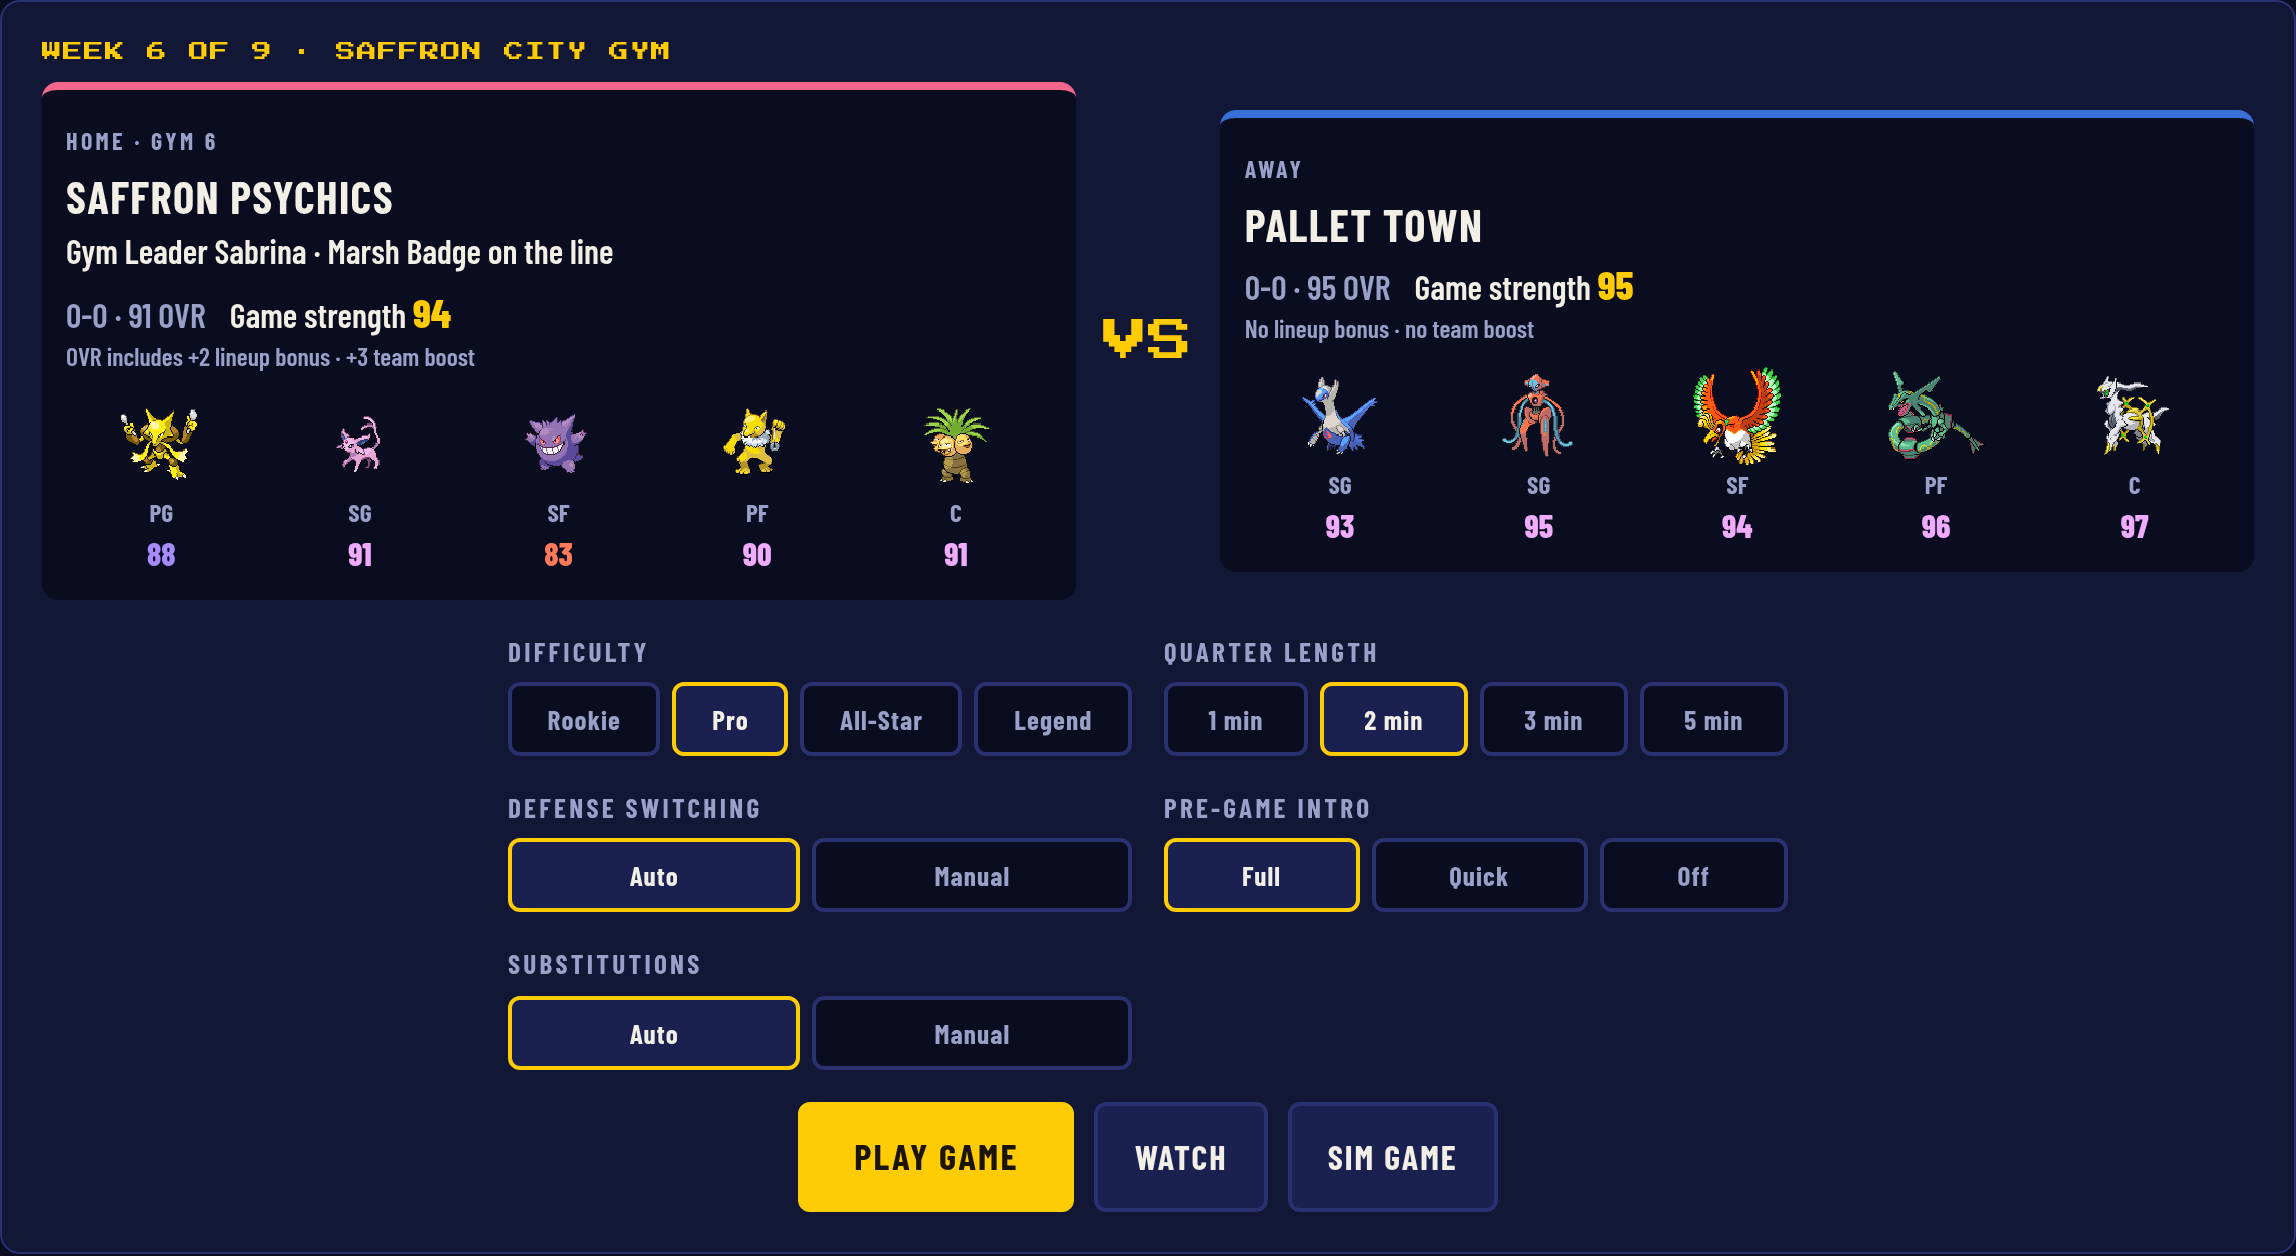 WEEK 6 OF 9 · SAFFRON CITY GYM
HOME · GYM 6
SAFFRON PSYCHICS
Gym Leader Sabrina · Marsh Badge on the line
0-0 · 91 OVR Game strength 94
OVR includes +2 lineup bonus · +3 team boost
PG SG SF PF C
88 91 83 90 91
VS
AWAY
PALLET TOWN
0-0 · 95 OVR Game strength 95
No lineup bonus · no team boost
SG SG SF PF C
93 95 94 96 97
DIFFICULTY
Rookie Pro All-Star Legend
QUARTER LENGTH
1 min 2 min 3 min 5 min
DEFENSE SWITCHING
Auto Manual
PRE-GAME INTRO
Full Quick Off
SUBSTITUTIONS
Auto Manual
PLAY GAME WATCH SIM GAME